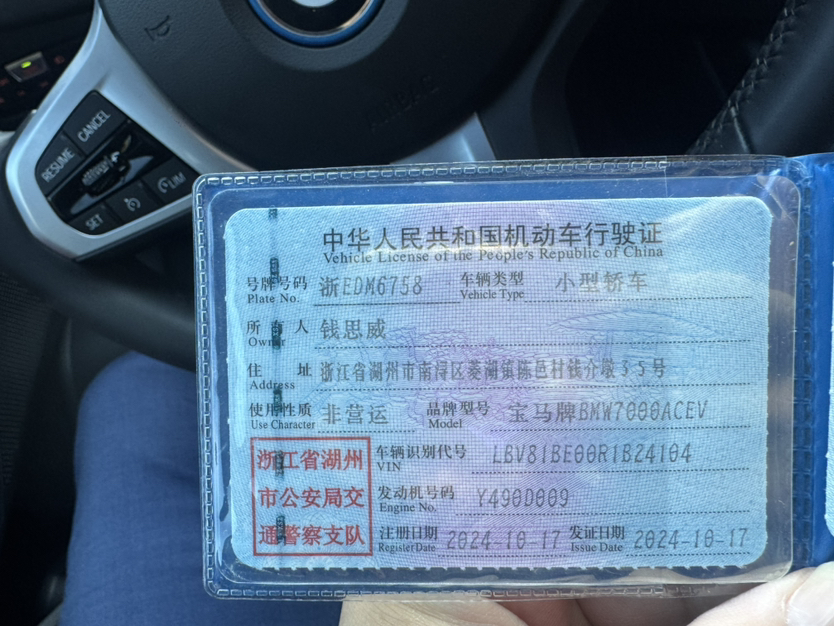 CANCEL
RESUME
LIM
SET
AIRBAG
中华人民共和国机动车行驶证
Vehicle License of the People's Republic of China
号牌号码 浙EDM6758 车辆类型 小型轿车
Plate No. Vehicle Type
所有人 钱思威
Owner
住址 浙江省湖州市南浔区菱湖镇陈邑村钱介墩35号
Address
使用性质 非营运 品牌型号 宝马牌BMW7000ACEV
Use Character Model
浙江省湖州 车辆识别代号 LBV81BE00R1B24104
VIN
市公安局交 发动机号码 Y490D009
Engine No.
通警察支队 注册日期 2024-10-17 发证日期 2024-10-17
Register Date Issue Date